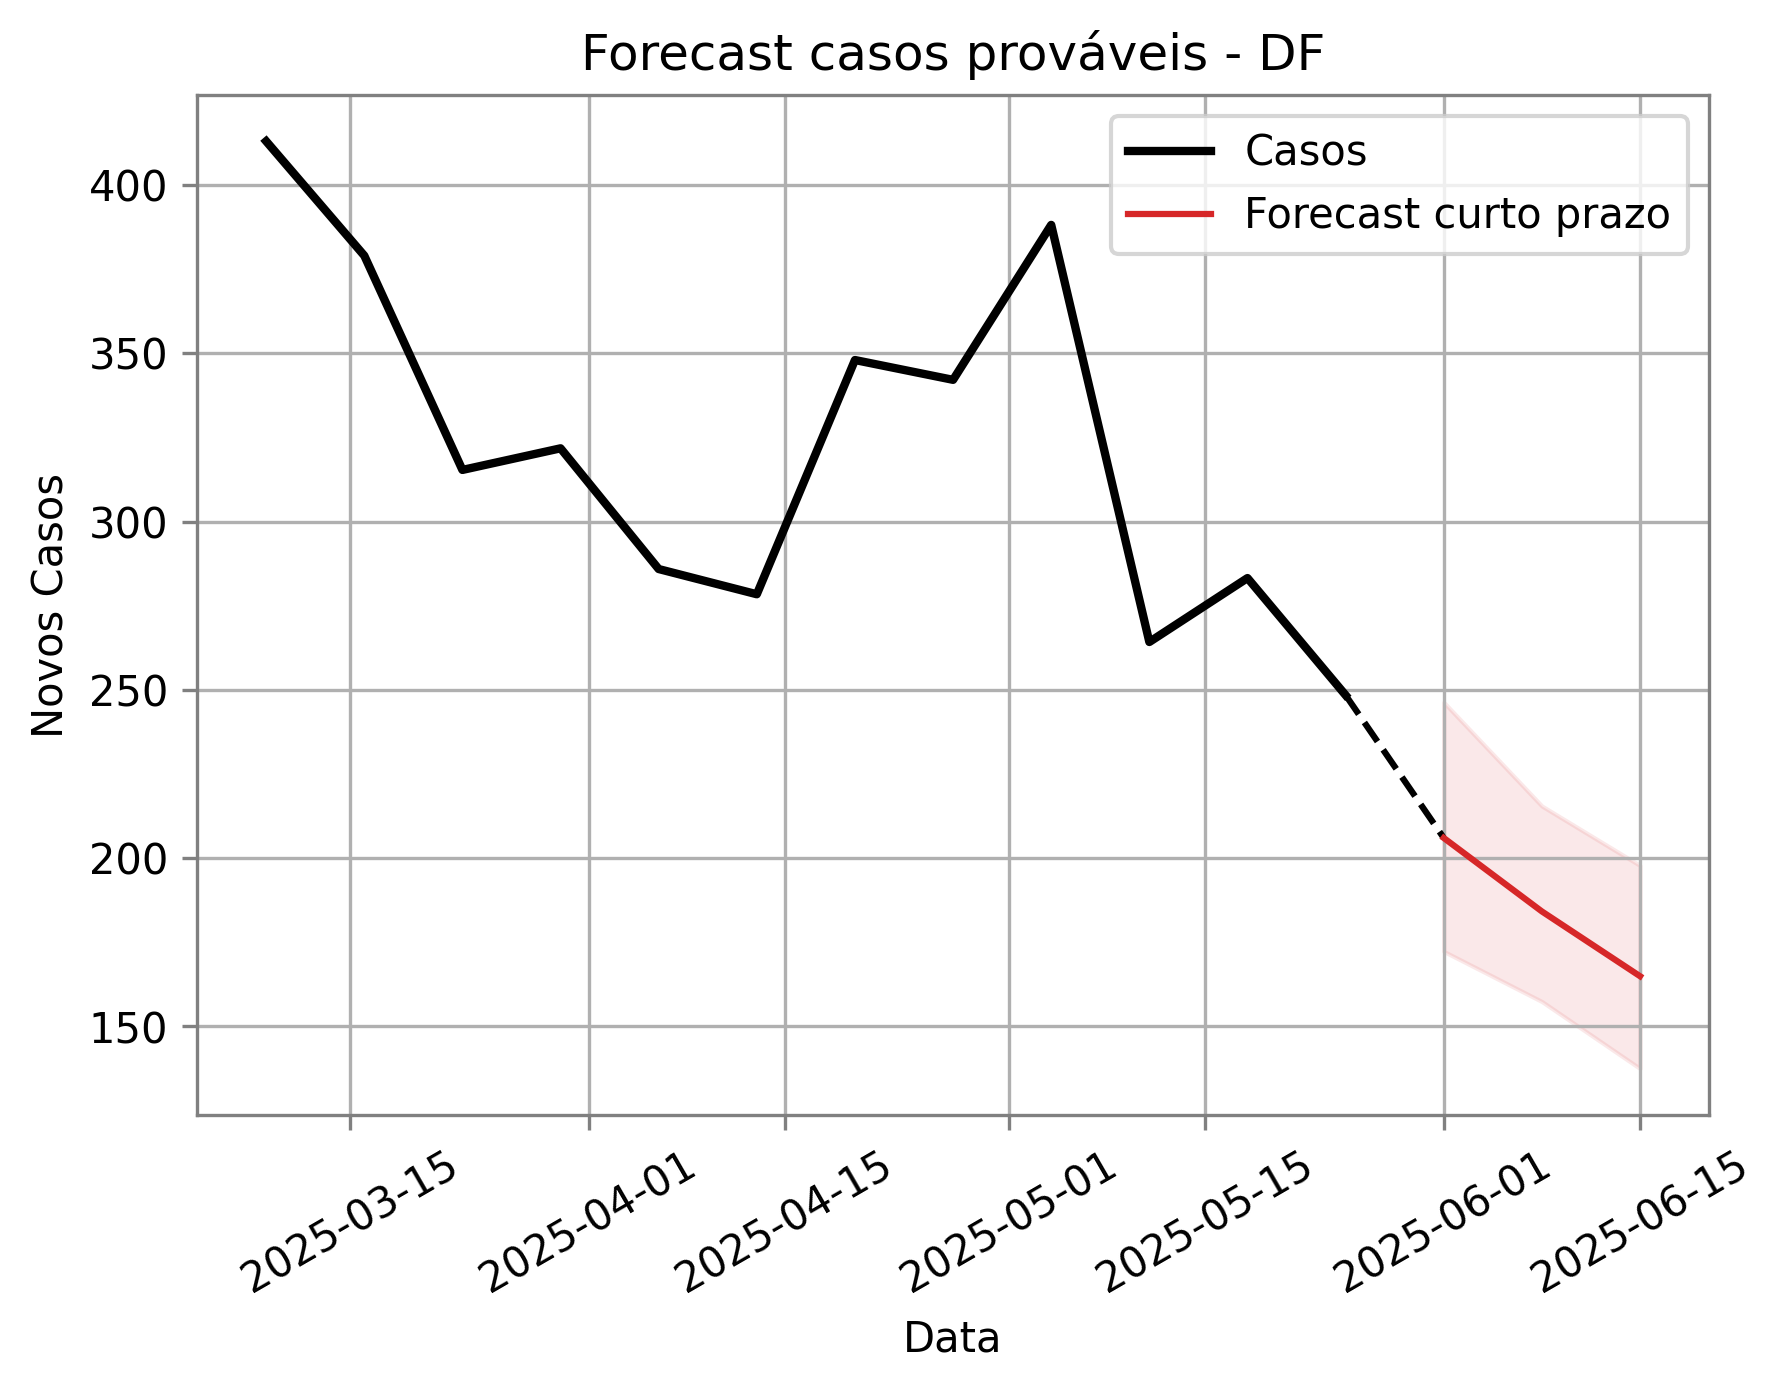 Forecast casos prováveis - DF
Casos
Forecast curto prazo
Novos Casos
400
350
300
250
200
150
2025-03-15
2025-04-01
2025-04-15
2025-05-01
2025-05-15
2025-06-01
2025-06-15
Data